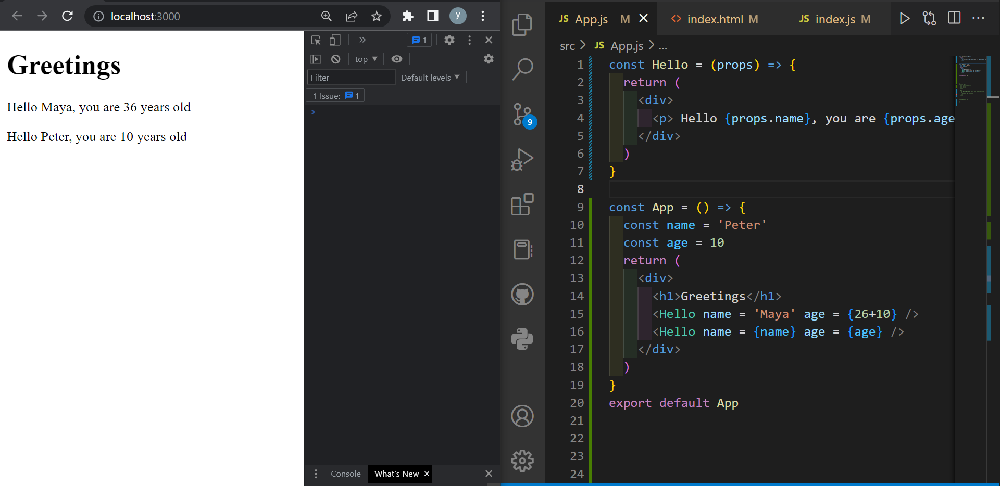 localhost:3000
y
Greetings
Hello Maya, you are 36 years old
Hello Peter, you are 10 years old
1
top
Filter
Default levels
1 Issue: 1
Console
What's New
9
JS App.js M
index.html M
JS index.js M
src > JS App.js > ...
1 const Hello = (props) => {
2 return (
3 <div>
4 <p> Hello {props.name}, you are {props.age
5 </div>
6 )
7 }
8
9 const App = () => {
10 const name = 'Peter'
11 const age = 10
12 return (
13 <div>
14 <h1>Greetings</h1>
15 <Hello name = 'Maya' age = {26+10} />
16 <Hello name = {name} age = {age} />
17 </div>
18 )
19 }
20 export default App
21
22
23
24